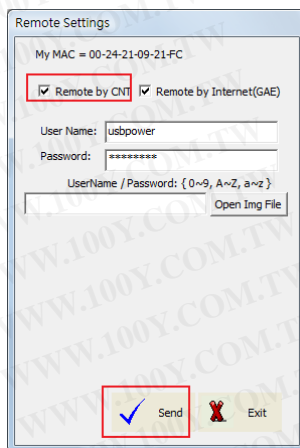 Remote Settings
My MAC = 00-24-21-09-21-FC
Remote by CNT Remote by Internet(GAE)
User Name: usbpower
Password: ********
UserName / Password: { 0~9, A~Z, a~z }
Open Img File
Send Exit
WWW.100Y.COM.TW